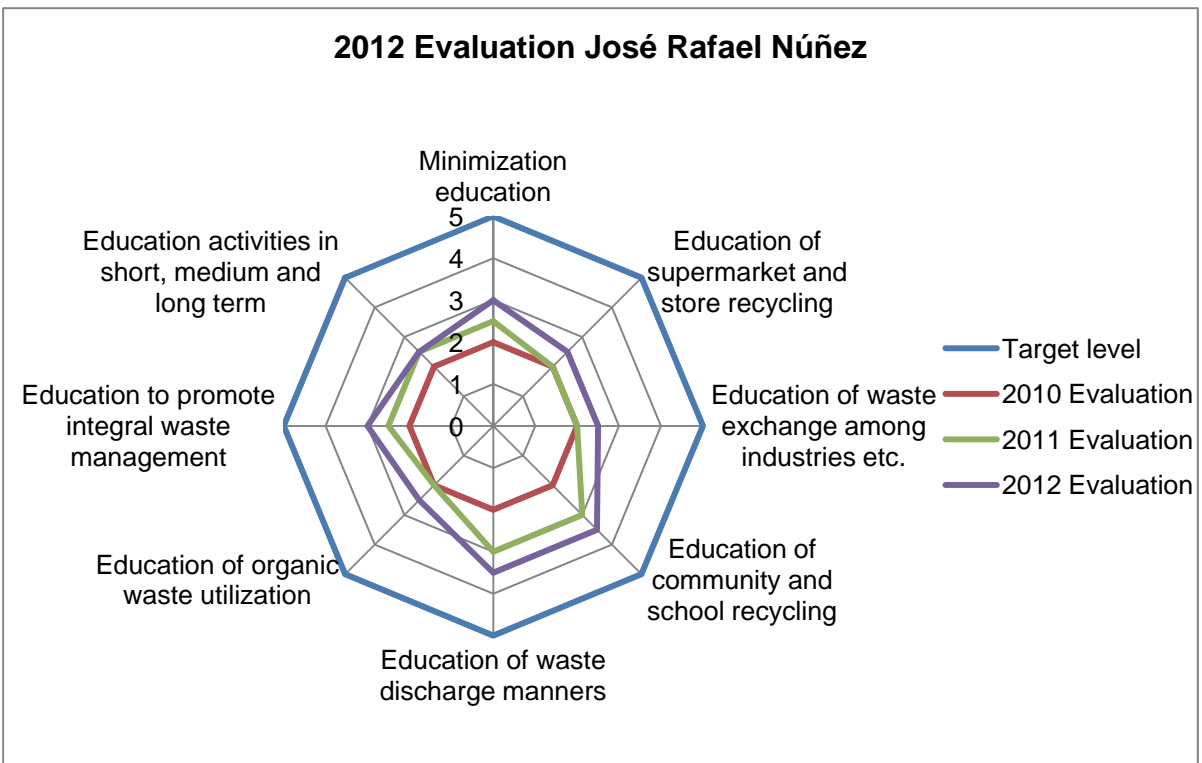 2012 Evaluation José Rafael Núñez
Minimization
education
Education of
supermarket and
store recycling
Education of waste
exchange among
industries etc.
Education of
community and
school recycling
Education of waste
discharge manners
Education of organic
waste utilization
Education to promote
integral waste
management
Education activities in
short, medium and
long term
5
4
3
2
1
0
Target level
2010 Evaluation
2011 Evaluation
2012 Evaluation